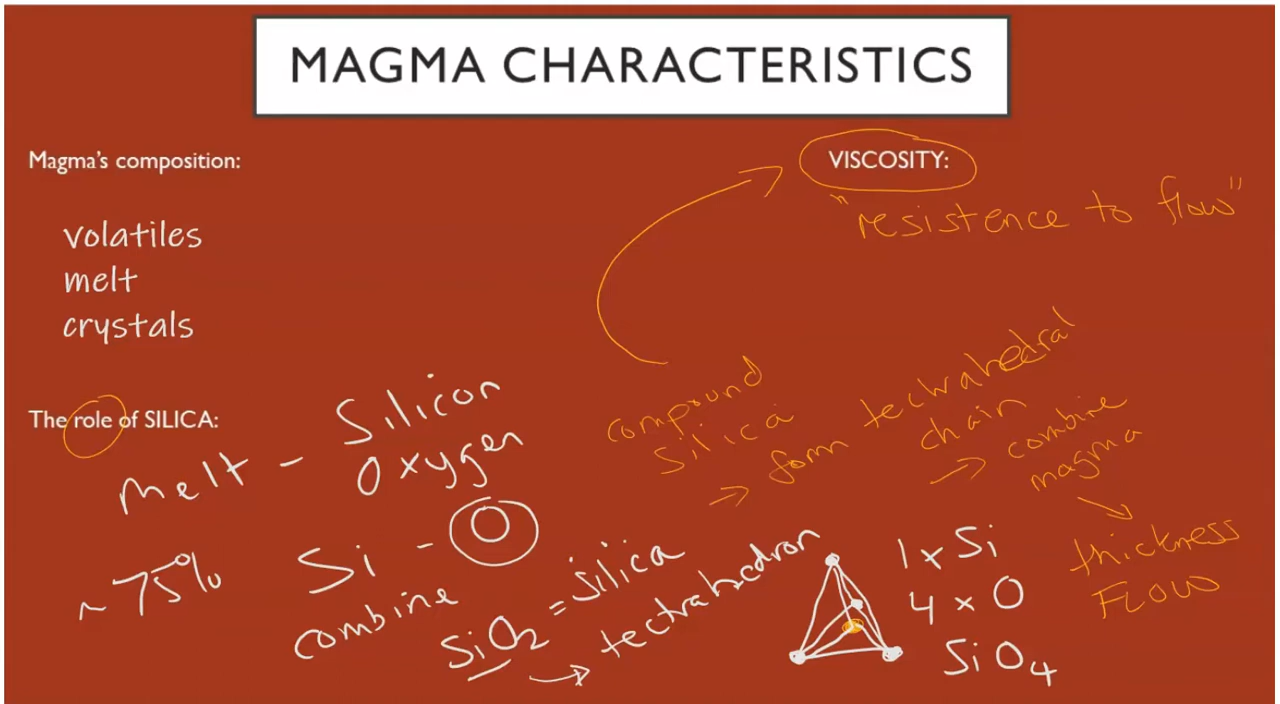 MAGMA CHARACTERISTICS
Magma's composition:
volatiles
melt
crystals
VISCOSITY:
"resistence to flow"
The role of SILICA:
melt - Silicon
Oxygen
~ 75%
Si - O
combine
SiO2 = silica
→ tectrahedron
1 x Si
4 x O
SiO4
compound
silica
→ form tectrahedral
chain
→ combine
magma
thickness
FLOW